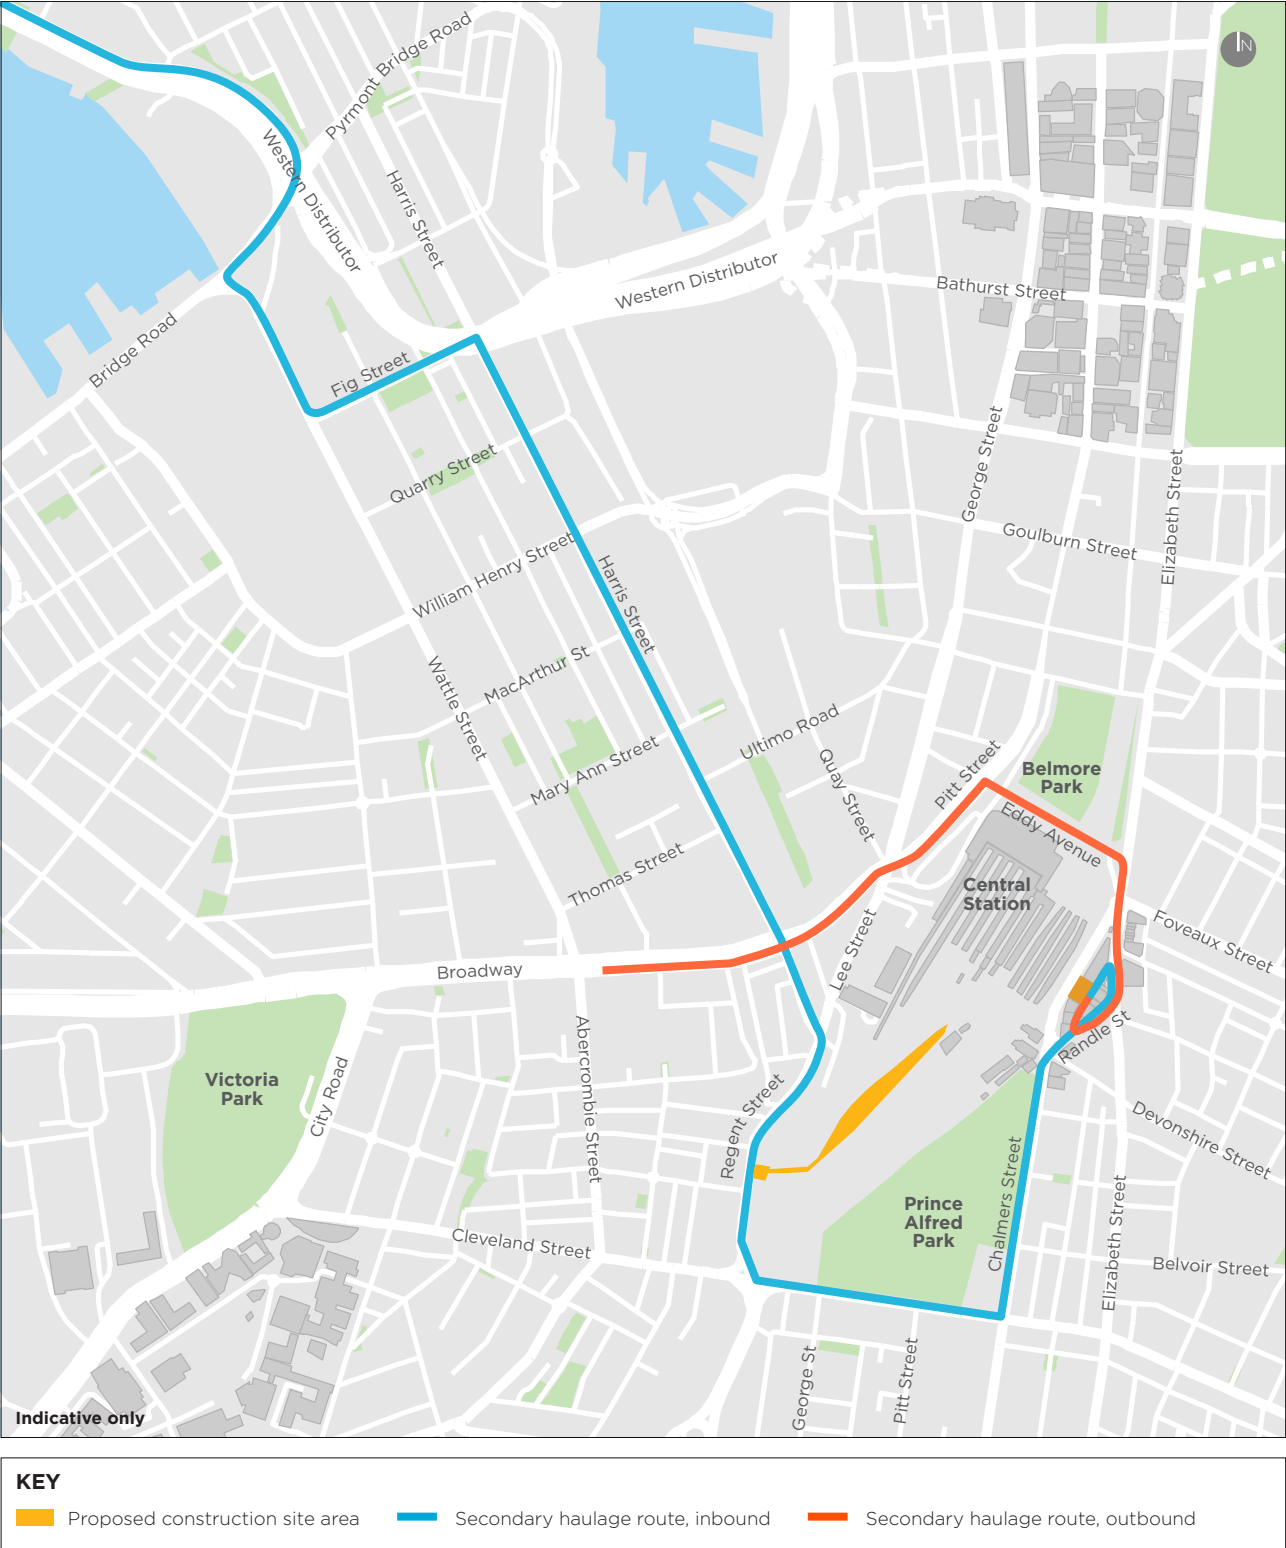 Pyrmont Bridge Road
N
Western Distributor
Harris Street
Western Distributor
Bathurst Street
Bridge Road
Fig Street
George Street
Quarry Street
Elizabeth Street
Goulburn Street
William Henry Street
Harris Street
MacArthur St
Wattle Street
Ultimo Road
Mary Ann Street
Quay Street
Pitt Street
Belmore
Park
Eddy Avenue
Thomas Street
Central
Station
Lee Street
Foveaux Street
Broadway
Randle St
Abercrombie Street
Victoria
Park
City Road
Regent Street
Devonshire Street
Chalmers Street
Prince
Alfred
Park
Elizabeth Street
Cleveland Street
Belvoir Street
George St
Pitt Street
Indicative only
KEY
Proposed construction site area
Secondary haulage route, inbound
Secondary haulage route, outbound